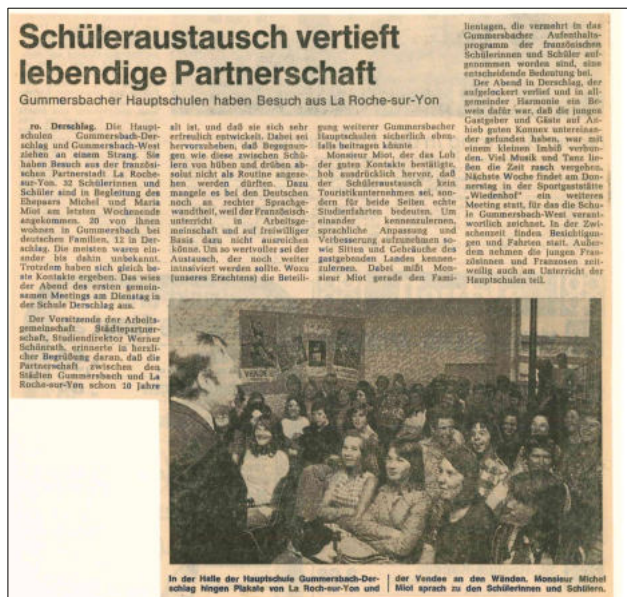 Schüleraustausch vertieft
lebendige Partnerschaft
Gummersbacher Hauptschulen haben Besuch aus La Roche-sur-Yon
ro. Derschlag. Die Haupt-
schulen Gummersbach-Der-
schlag und Gummersbach-West
ziehen an einem Strang. Sie
haben Besuch aus der französi-
schen Partnerstadt La Roche-
sur-Yon. 32 Schülerinnen und
Schüler sind in Begleitung des
Ehepaars Michel und Maria
Miot am letzten Wochenende
angekommen. 20 von ihnen
wohnen in Gummersbach bei
deutschen Familien, 12 in Der-
schlag. Die meisten waren ein-
ander bis dahin unbekannt.
Trotzdem haben sich gleich be-
ste Kontakte ergeben. Das wies
der Abend des ersten gemein-
samen Meetings am Dienstag in
der Schule Derschlag aus.
Der Vorsitzende der Arbeits-
gemeinschaft Städtepartner-
schaft, Studiendirektor Werner
Schönrath, erinnerte in herzli-
cher Begrüßung daran, daß die
Partnerschaft zwischen den
Städten Gummersbach und La
Roche-sur-Yon schon 10 Jahre
alt ist, und daß sie sich sehr
erfreulich entwickelt. Dabei sei
hervorzuheben, daß Begegnun-
gen wie diese zwischen Schü-
lern von hüben und drüben ab-
solut nicht als Routine angese-
hen werden dürften. Dazu
mangele es bei den Deutschen
noch an rechter Sprachge-
wandtheit, weil der Französisch-
unterricht in Arbeitsge-
meinschaft und auf freiwilliger
Basis dazu nicht ausreichen
könne. Um so wertvoller sei der
Austausch, der noch weiter
intensiviert werden sollte. Wozu
(unseres Erachtens) die Beteili-
gung weiterer Gummersbacher
Hauptschulen sicherlich eben-
falls beitragen könnte
Monsieur Miot, der das Lob
der guten Kontakte bestätigte,
hob ausdrücklich hervor, daß
der Schüleraustausch kein
Touristikunternehmen sei, son-
dern für beide Seiten echte
Studienfahrten bedeuten. Um
einander kennenzulernen,
sprachliche Anpassung und
Verbesserung aufzunehmen so-
wie Sitten und Gebräuche des
gastgebenden Landes kennen-
zulernen. Dabei mißt Mon-
sieur Miot gerade den Fami-
lientagen, die vermehrt in das
Gummersbacher Aufenthalts-
programm der französischen
Schülerinnen und Schüler auf-
genommen worden sind, eine
entscheidende Bedeutung bei.
Der Abend in Derschlag, der
aufgelockert verlief und in all-
gemeinder Harmonie ein Be-
weis dafür war, daß die jungen
Gastgeber und Gäste auf An-
hieb guten Konnex untereinan-
der gefunden haben, war mit
einem kleinen Imbiß verbun-
den. Viel Musik und Tanz lie-
ßen die Zeit rasch vergehen.
Nächste Woche findet am Don-
nerstag in der Sportgaststätte
„Wiedenhof" ein weiteres
Meeting statt, für das die Schu-
le Gummersbach-West verant-
wortlich zeichnet. In der Zwi-
schenzeit finden Besichtigun-
gen und Fahrten statt. Außer-
dem nehmen die jungen Fran-
zösinnen und Franzosen zeit-
weilig auch am Unterricht der
Hauptschulen teil.
In der Halle der Hauptschule Gummersbach-Der-
schlag hingen Plakate von La Roch-sur-Yon und
der Vendee an den Wänden. Monsieur Michel
Miot sprach zu den Schülerinnen und Schülern.